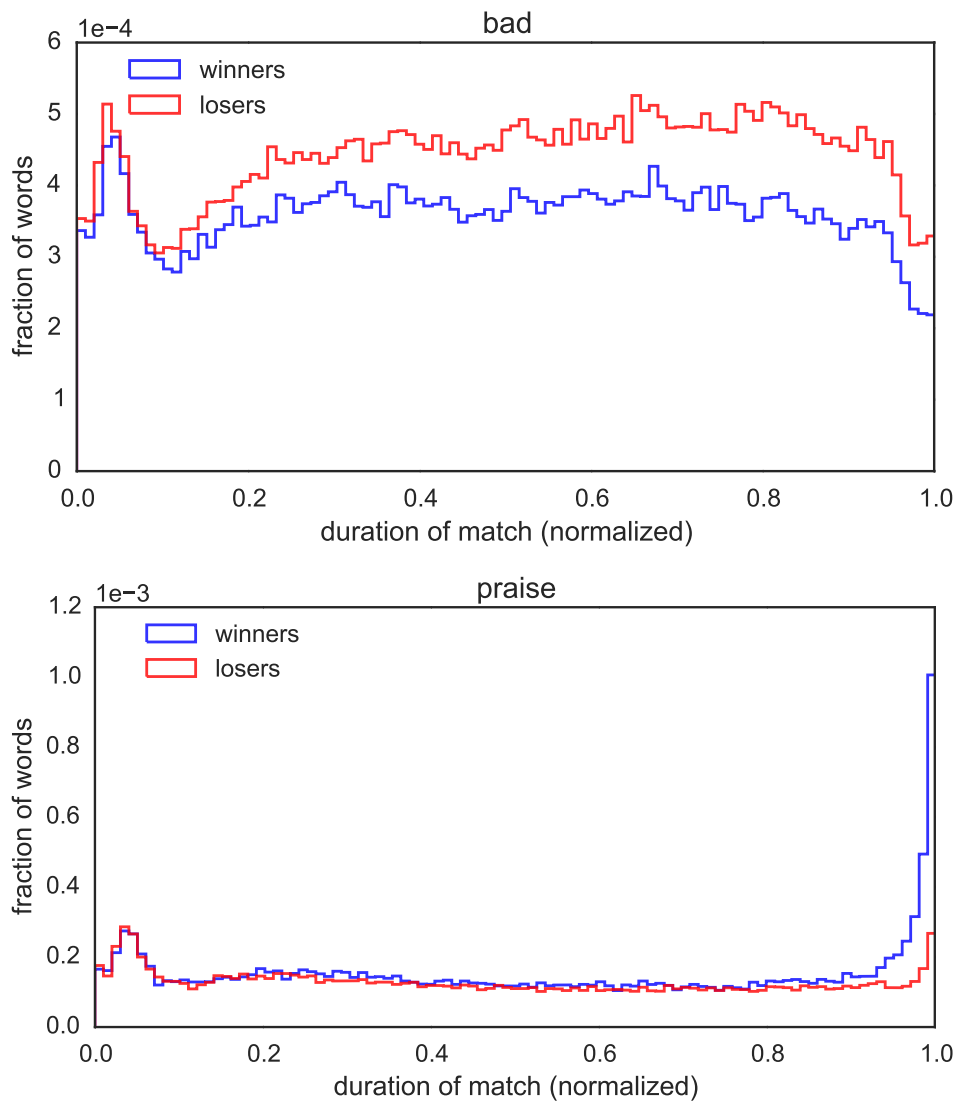 bad
1e−4
6
5
4
3
2
1
0
fraction of words
winners
losers
0.0 0.2 0.4 0.6 0.8 1.0
duration of match (normalized)
praise
1e−3
1.2
1.0
0.8
0.6
0.4
0.2
0.0
fraction of words
winners
losers
0.0 0.2 0.4 0.6 0.8 1.0
duration of match (normalized)